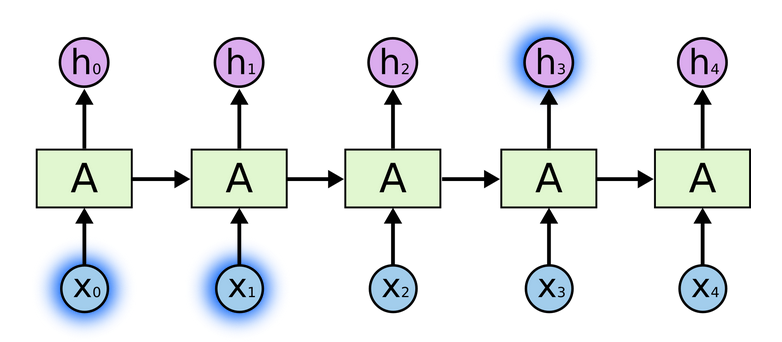 h₀ h₁ h₂ h₃ h₄
A A A A A
x₀ x₁ x₂ x₃ x₄